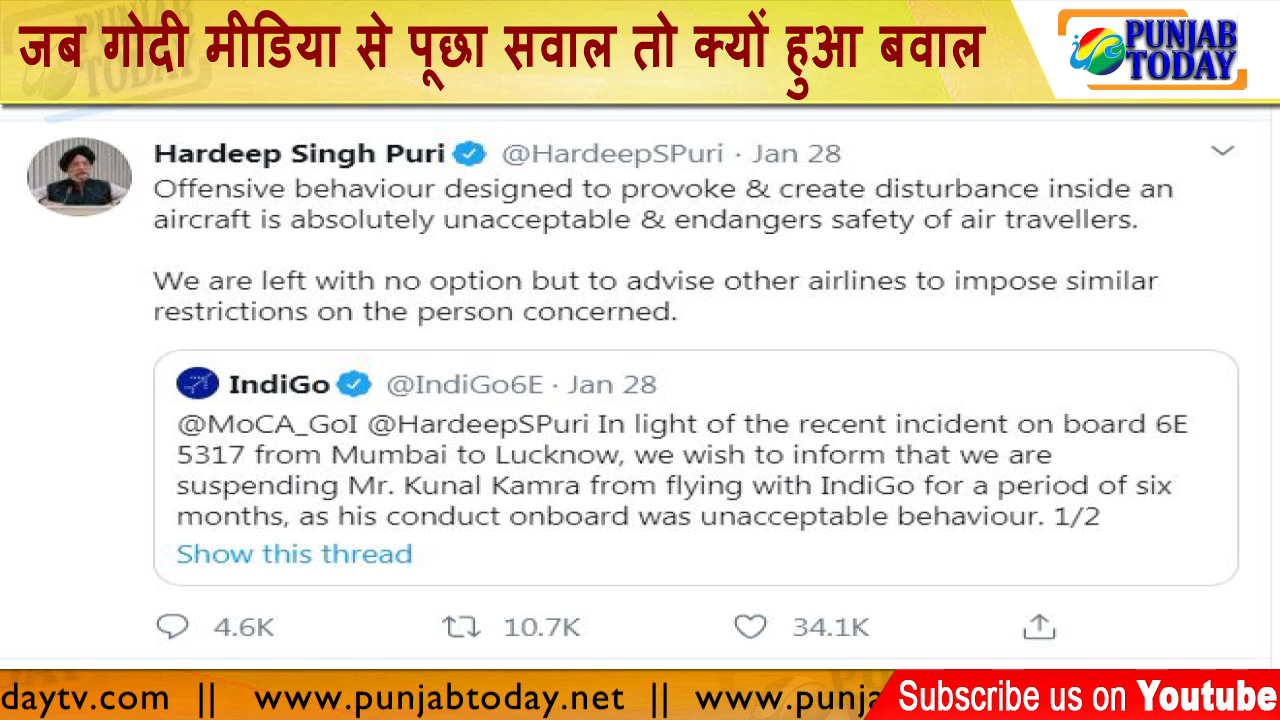 जब गोदी मीडिया से पूछा सवाल तो क्यों हुआ बवाल
PUNJAB
TODAY
Hardeep Singh Puri @HardeepSPuri · Jan 28
Offensive behaviour designed to provoke & create disturbance inside an
aircraft is absolutely unacceptable & endangers safety of air travellers.
We are left with no option but to advise other airlines to impose similar
restrictions on the person concerned.
IndiGo @IndiGo6E · Jan 28
@MoCA_GoI @HardeepSPuri In light of the recent incident on board 6E
5317 from Mumbai to Lucknow, we wish to inform that we are
suspending Mr. Kunal Kamra from flying with IndiGo for a period of six
months, as his conduct onboard was unacceptable behaviour. 1/2
Show this thread
4.6K 10.7K 34.1K
daytv.com || www.punjabtoday.net || www.punja
Subscribe us on Youtube